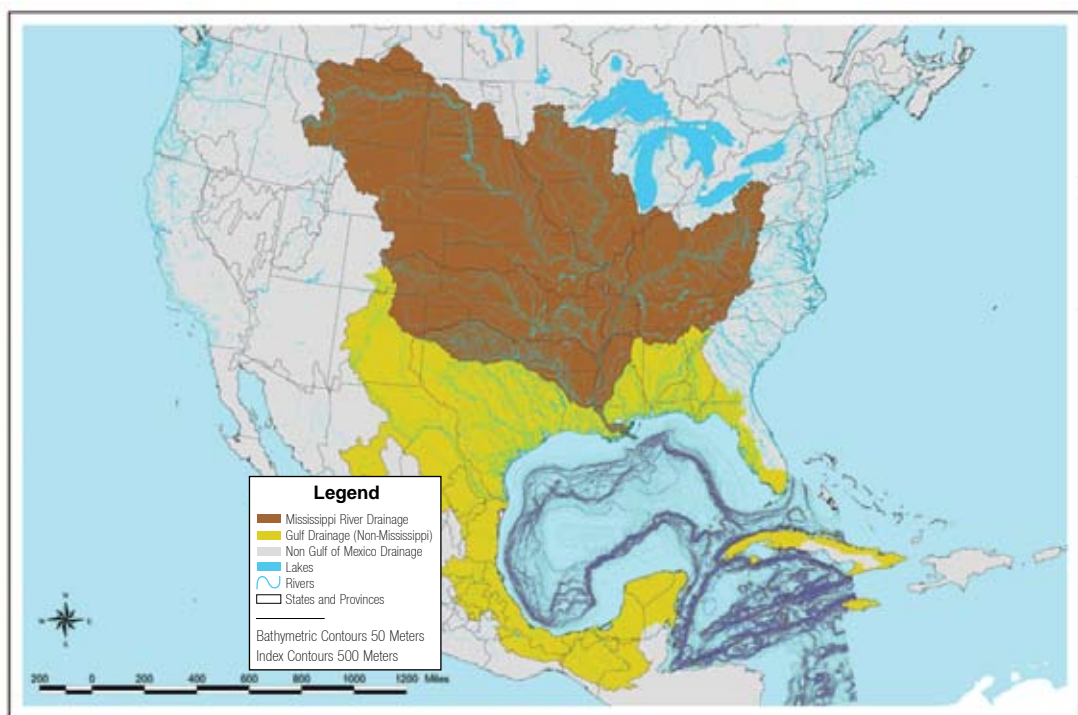 Legend
Mississippi River Drainage
Gulf Drainage (Non-Mississippi)
Non Gulf of Mexico Drainage
Lakes
Rivers
States and Provinces
Bathymetric Contours 50 Meters
Index Contours 500 Meters
N
W E
S
200 0 200 400 600 800 1000 1200 Miles